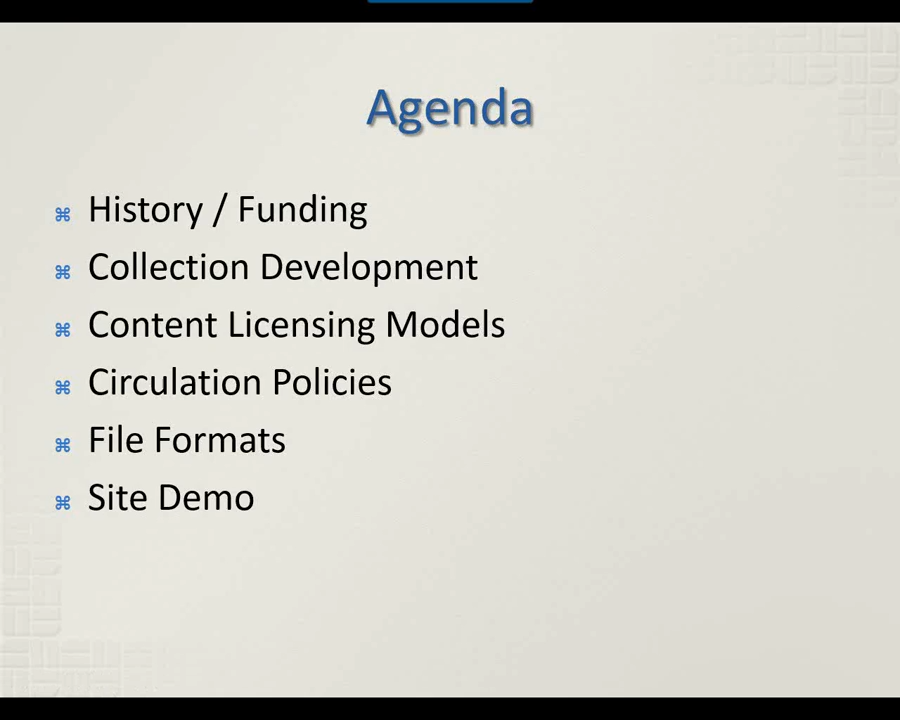 Agenda
⌘ History / Funding
⌘ Collection Development
⌘ Content Licensing Models
⌘ Circulation Policies
⌘ File Formats
⌘ Site Demo